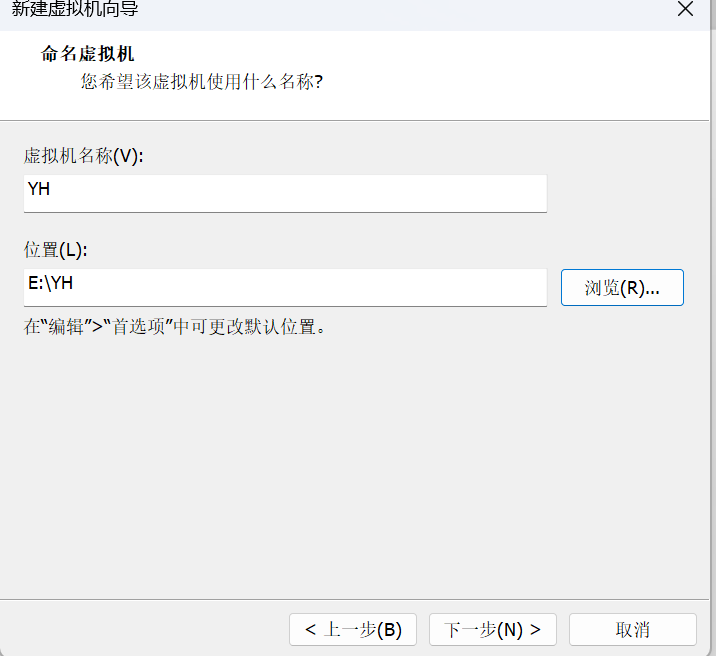 新建虚拟机向导
命名虚拟机
您希望该虚拟机使用什么名称?
虚拟机名称(V):
YH
位置(L):
E:\YH
浏览(R)...
在“编辑”>“首选项”中可更改默认位置。
< 上一步(B)
下一步(N) >
取消